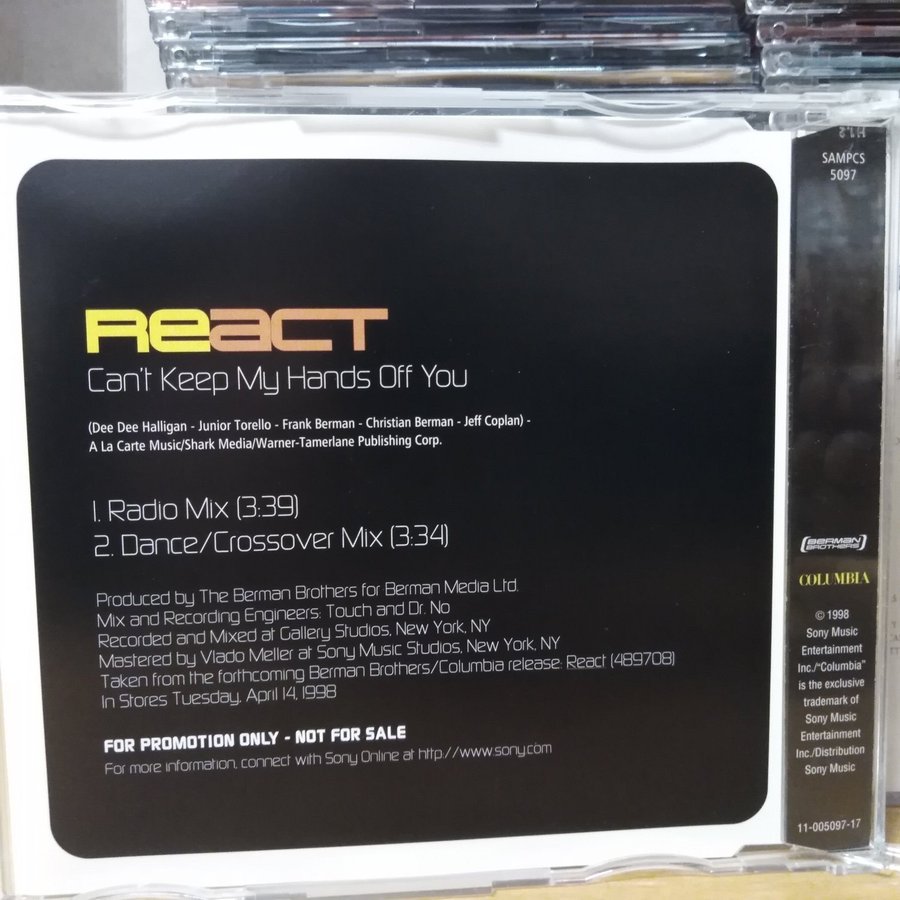 REACT
Can't Keep My Hands Off You
(Dee Dee Halligan - Junior Torello - Frank Berman - Christian Berman - Jeff Coplan) -
A La Carte Music/Shark Media/Warner-Tamerlane Publishing Corp.
1. Radio Mix (3:39)
2. Dance/Crossover Mix (3:34)
Produced by The Berman Brothers for Berman Media Ltd.
Mix and Recording Engineers: Touch and Dr. No
Recorded and Mixed at Gallery Studios, New York, NY
Mastered by Vlado Meller at Sony Music Studios, New York, NY
Taken from the forthcoming Berman Brothers/Columbia release: React (489708)
In Stores Tuesday, April 14, 1998
FOR PROMOTION ONLY - NOT FOR SALE
For more information, connect with Sony Online at http://www.sony.com
SAMPCS
5097
BERMAN
BROTHERS
COLUMBIA
© 1998
Sony Music
Entertainment
Inc./"Columbia"
is the exclusive
trademark of
Sony Music
Entertainment
Inc./Distribution
Sony Music
11-005097-17